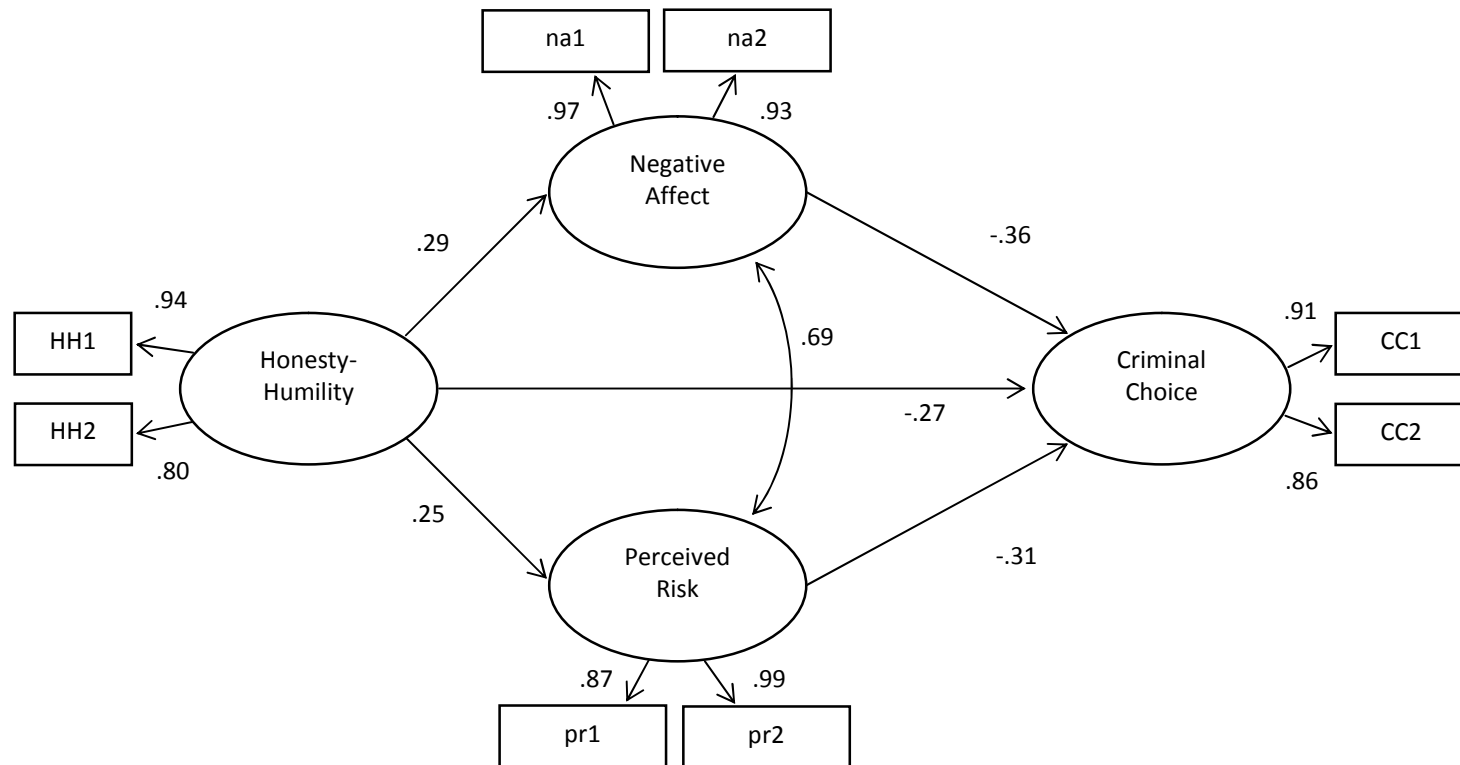 na1
na2
.97
.93
Negative
Affect
.29
-.36
.94
HH1
Honesty-
Humility
HH2
.80
.69
-.27
Criminal
Choice
.91
CC1
CC2
.86
.25
-.31
Perceived
Risk
.87
.99
pr1
pr2